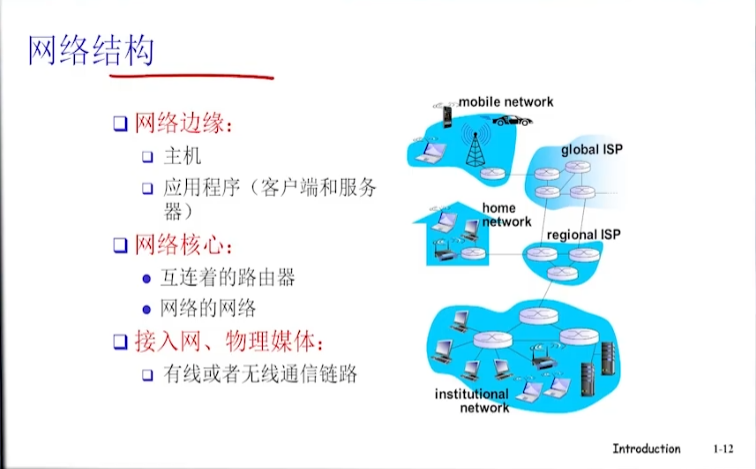 网络结构
网络边缘：
主机
应用程序（客户端和服务
器）
网络核心：
互连着的路由器
网络的网络
接入网、物理媒体：
有线或者无线通信链路
mobile network
global ISP
home
network
regional ISP
institutional
network
Introduction 1-12